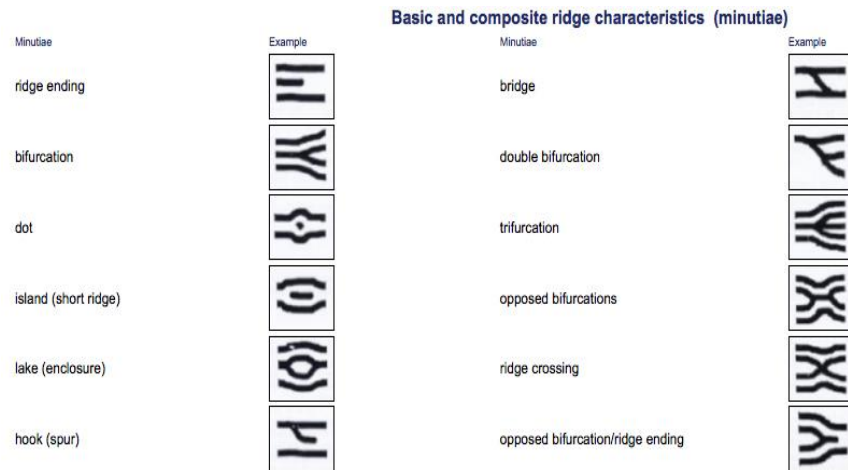 Basic and composite ridge characteristics (minutiae)
Minutiae Example Minutiae Example
ridge ending bridge
bifurcation double bifurcation
dot trifurcation
island (short ridge) opposed bifurcations
lake (enclosure) ridge crossing
hook (spur) opposed bifurcation/ridge ending